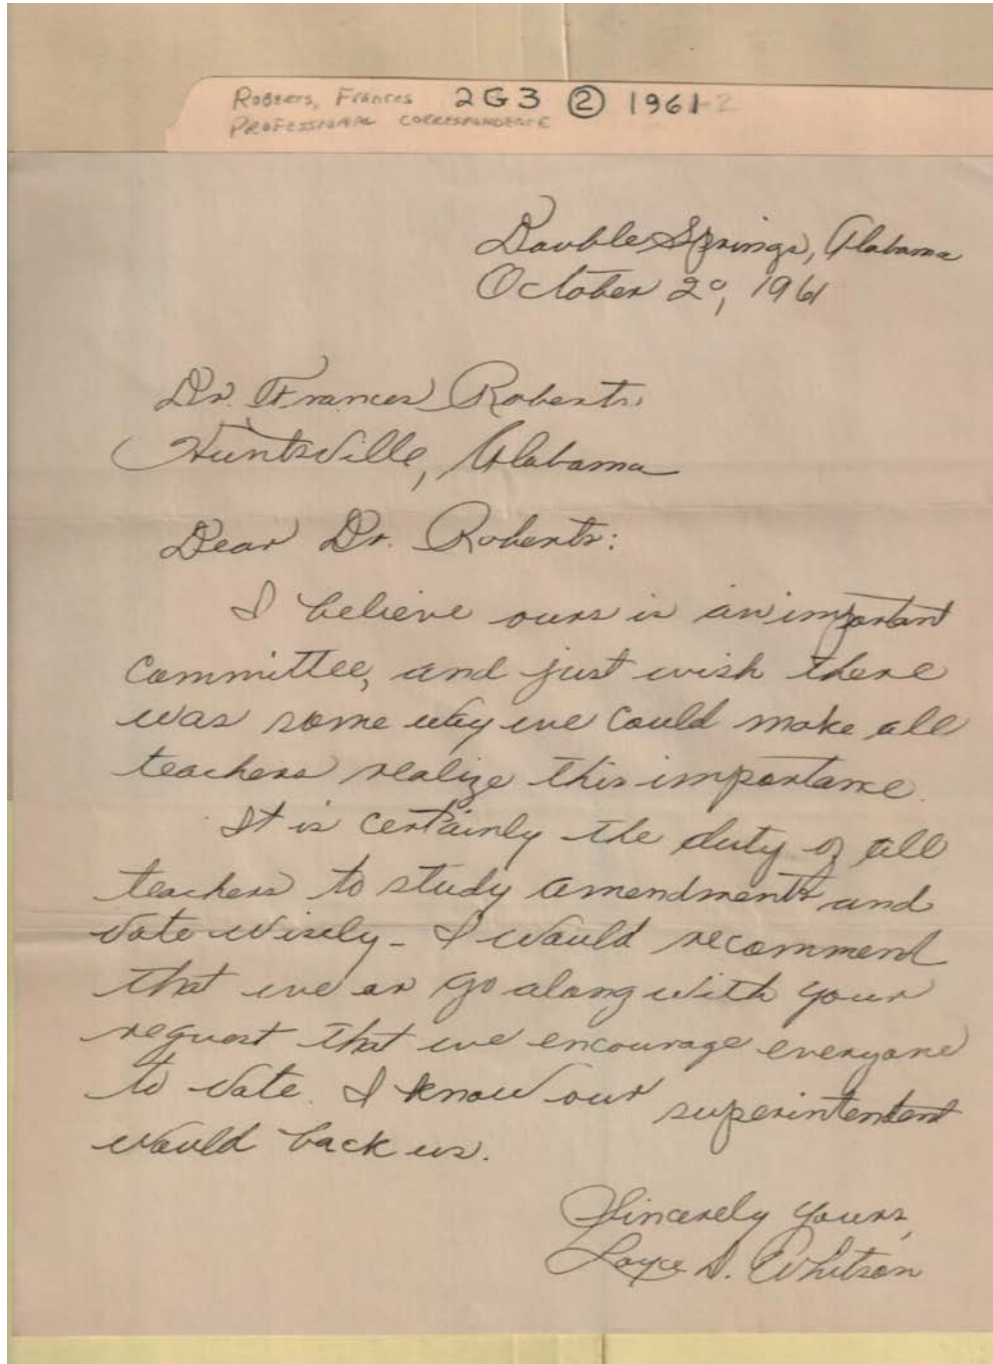 Roberts, Frances 2G3 ② 1961-2
PROFESSIONAL CORRESPONDENCE
Double Springs, Alabama
October 20, 1961
Dr. Frances Roberts
Huntsville, Alabama
Dear Dr. Roberts:
I believe ours is an important
committee, and just wish there
was some way we could make all
teachers realize this importance.
It is certainly the duty of all
teachers to study amendments and
vote wisely - I would recommend
that we go along with your
request that we encourage everyone
to vote. I know our superintendent
would back us.
Sincerely yours,
D. Whitson